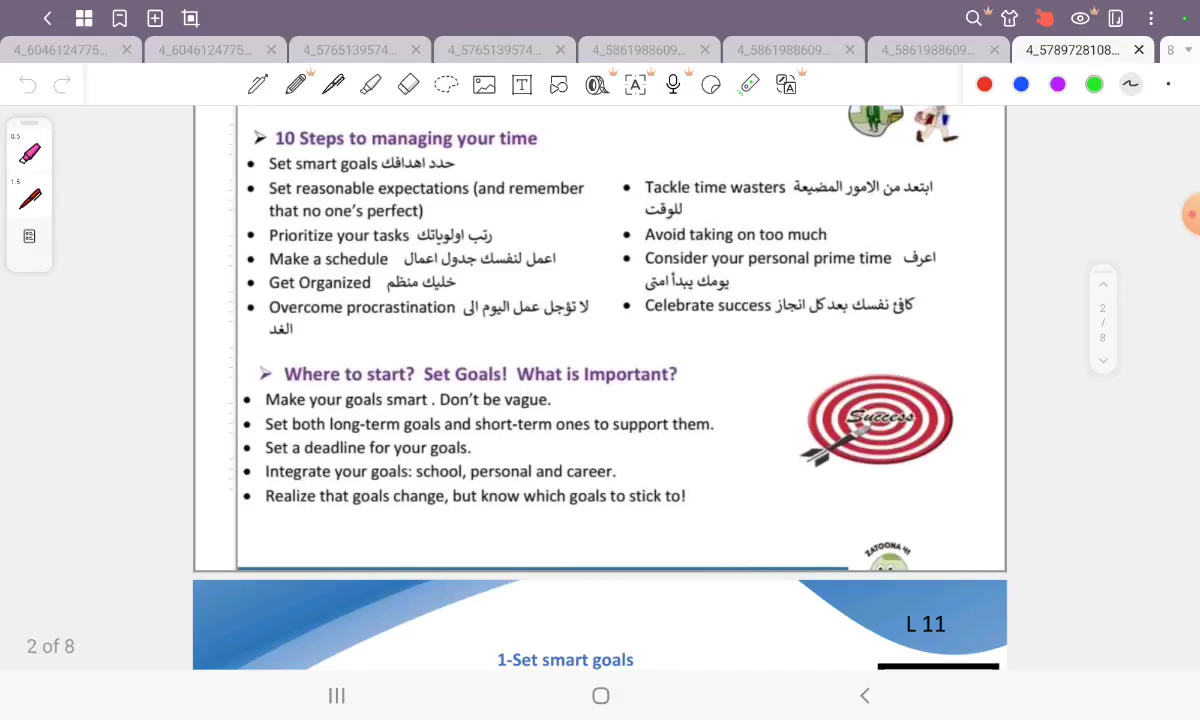 4_6046124775...
4_6046124775...
4_5765139574...
4_5765139574...
4_5861988609...
4_5861988609...
4_5861988609...
4_5789728108...
8
0.5
1.5
10 Steps to managing your time
Set smart goals حدد اهدافك
Set reasonable expectations (and remember
that no one's perfect)
Prioritize your tasks رتب اولوياتك
Make a schedule اعمل لنفسك جدول اعمال
Get Organized خليك منظم
Overcome procrastination لا تؤجل عمل اليوم الى
الغد
Tackle time wasters ابتعد من الامور المضيعة
للوقت
Avoid taking on too much
Consider your personal prime time اعرف
يومك يبدأ امتى
Celebrate success كافئ نفسك بعد كل انجاز
Where to start? Set Goals! What is Important?
Make your goals smart . Don't be vague.
Set both long-term goals and short-term ones to support them.
Set a deadline for your goals.
Integrate your goals: school, personal and career.
Realize that goals change, but know which goals to stick to!
Success
ZATOONA 41
2
/
8
L 11
1-Set smart goals
2 of 8